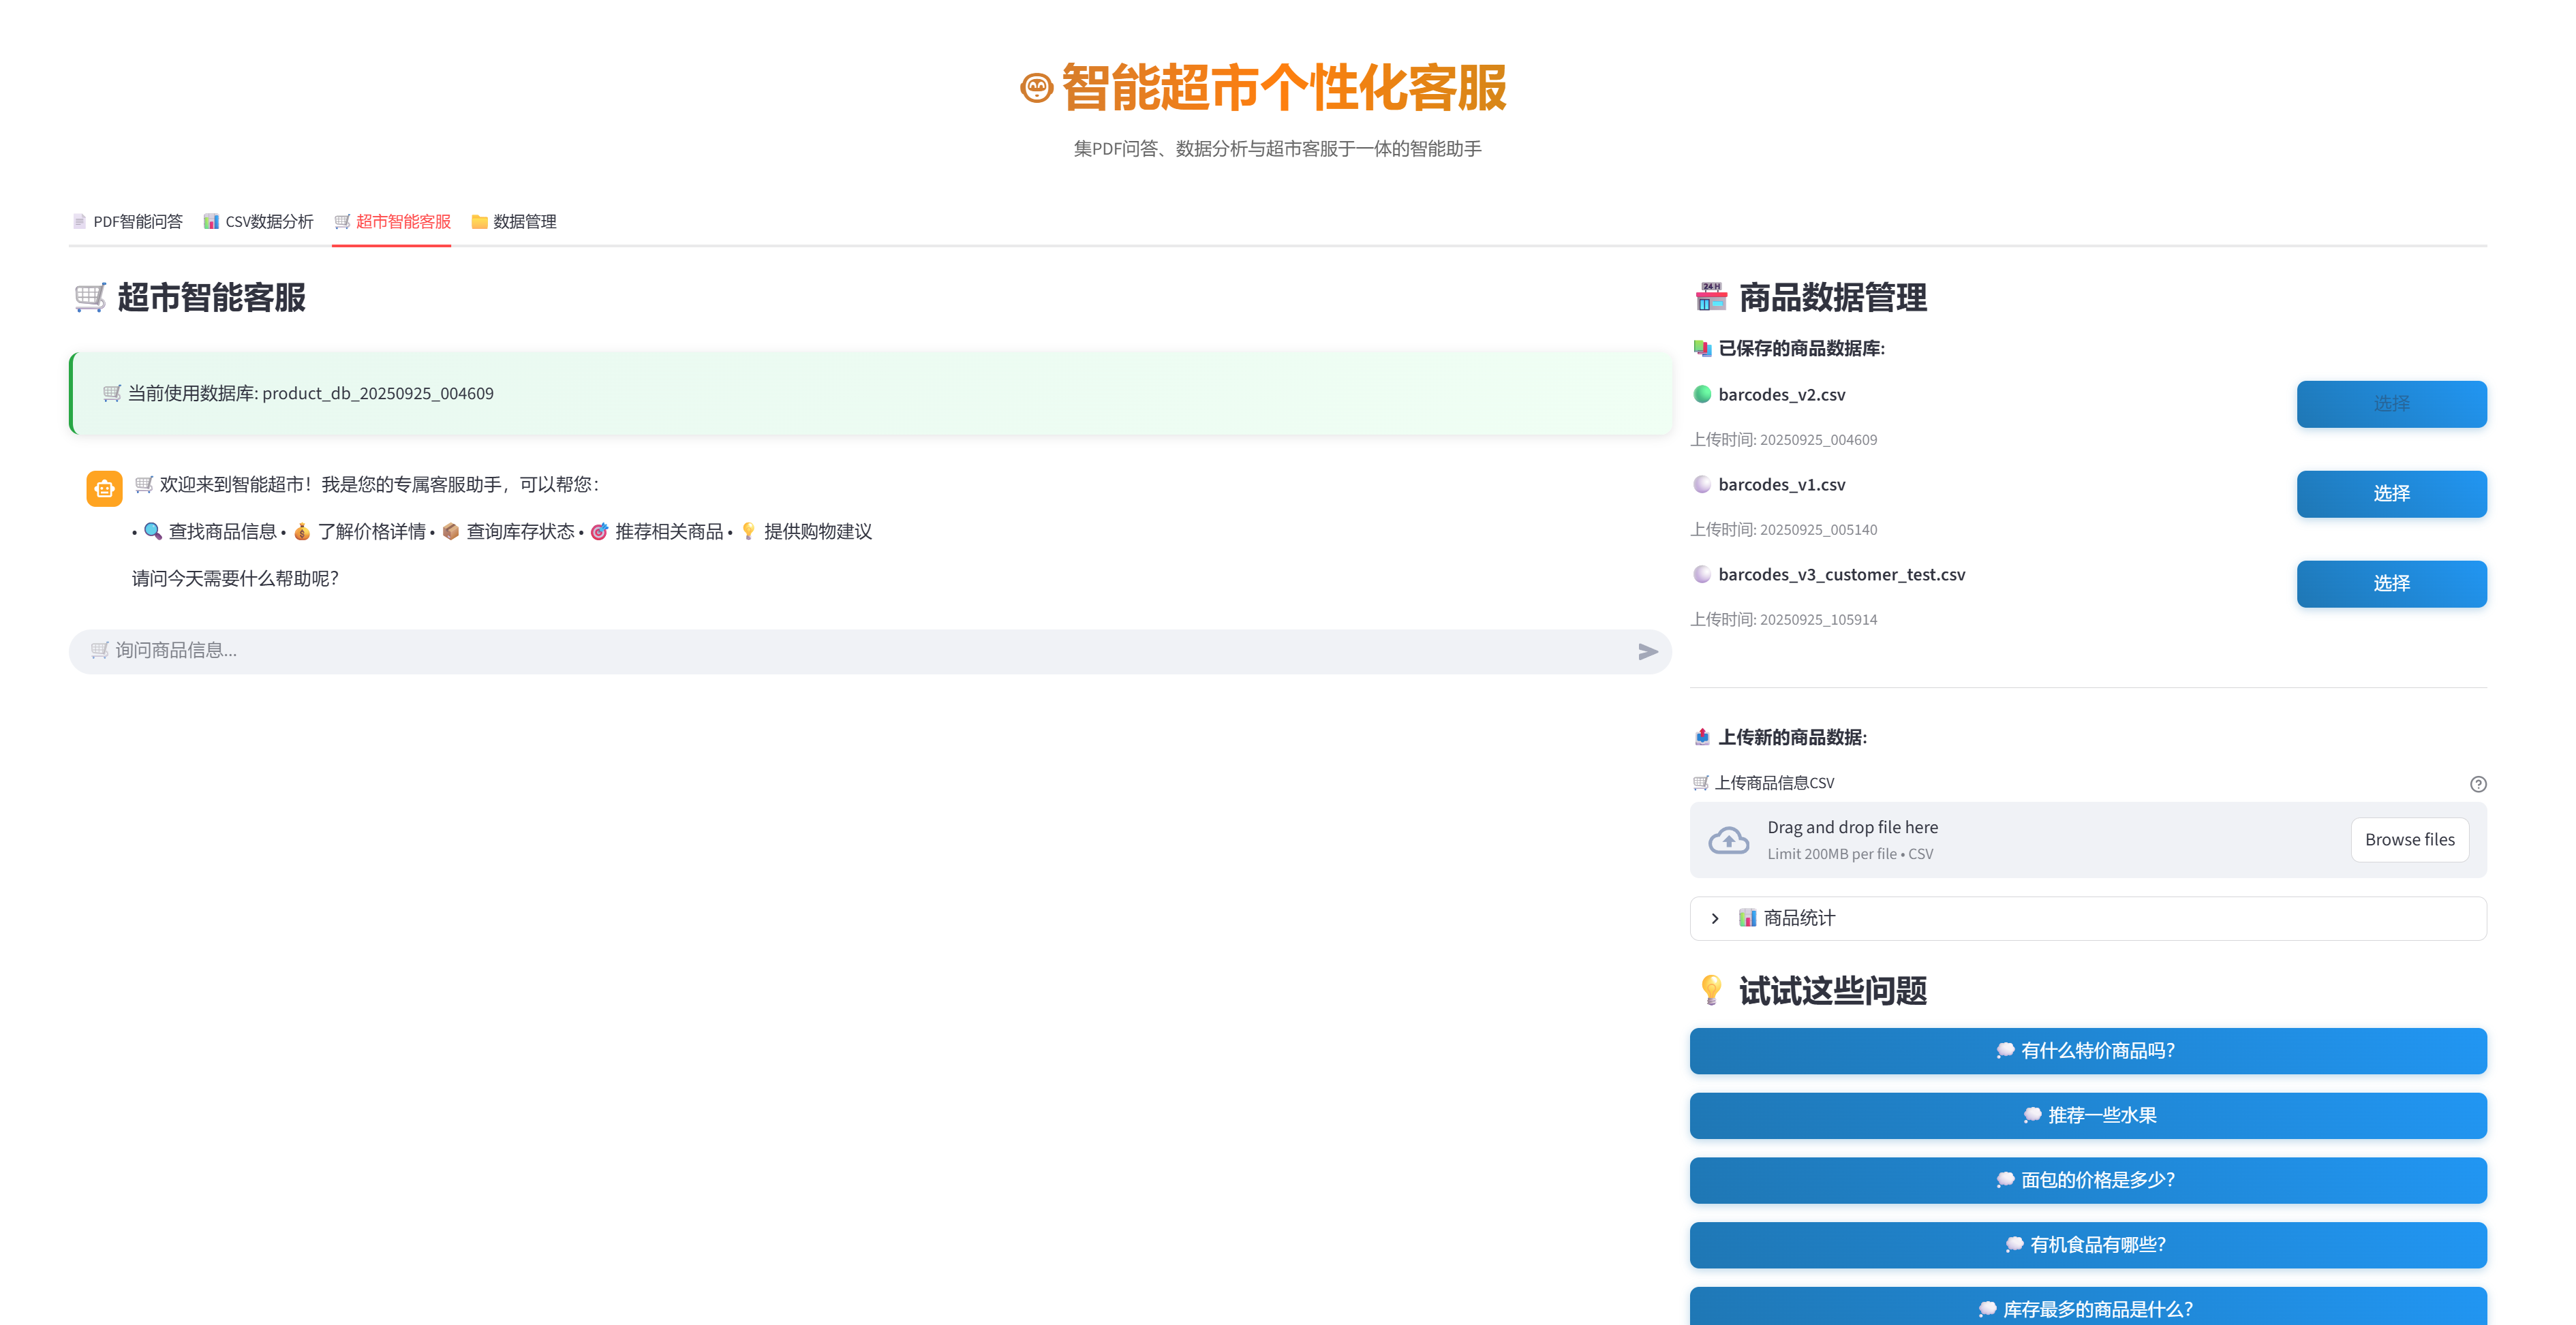 智能超市个性化客服
集PDF问答、数据分析与超市客服于一体的智能助手
PDF智能问答 CSV数据分析 超市智能客服 数据管理
超市智能客服
当前使用数据库: product_db_20250925_004609
欢迎来到智能超市！我是您的专属客服助手，可以帮您：
• 🔍 查找商品信息 • 💰 了解价格详情 • 📦 查询库存状态 • 🎯 推荐相关商品 • 💡 提供购物建议
请问今天需要什么帮助呢？
询问商品信息...
24 H
商品数据管理
已保存的商品数据库:
barcodes_v2.csv
选择
上传时间: 20250925_004609
barcodes_v1.csv
选择
上传时间: 20250925_005140
barcodes_v3_customer_test.csv
选择
上传时间: 20250925_105914
上传新的商品数据:
上传商品信息CSV
Drag and drop file here
Limit 200MB per file • CSV
Browse files
商品统计
试试这些问题
有什么特价商品吗？
推荐一些水果
面包的价格是多少？
有机食品有哪些？
库存最多的商品是什么？